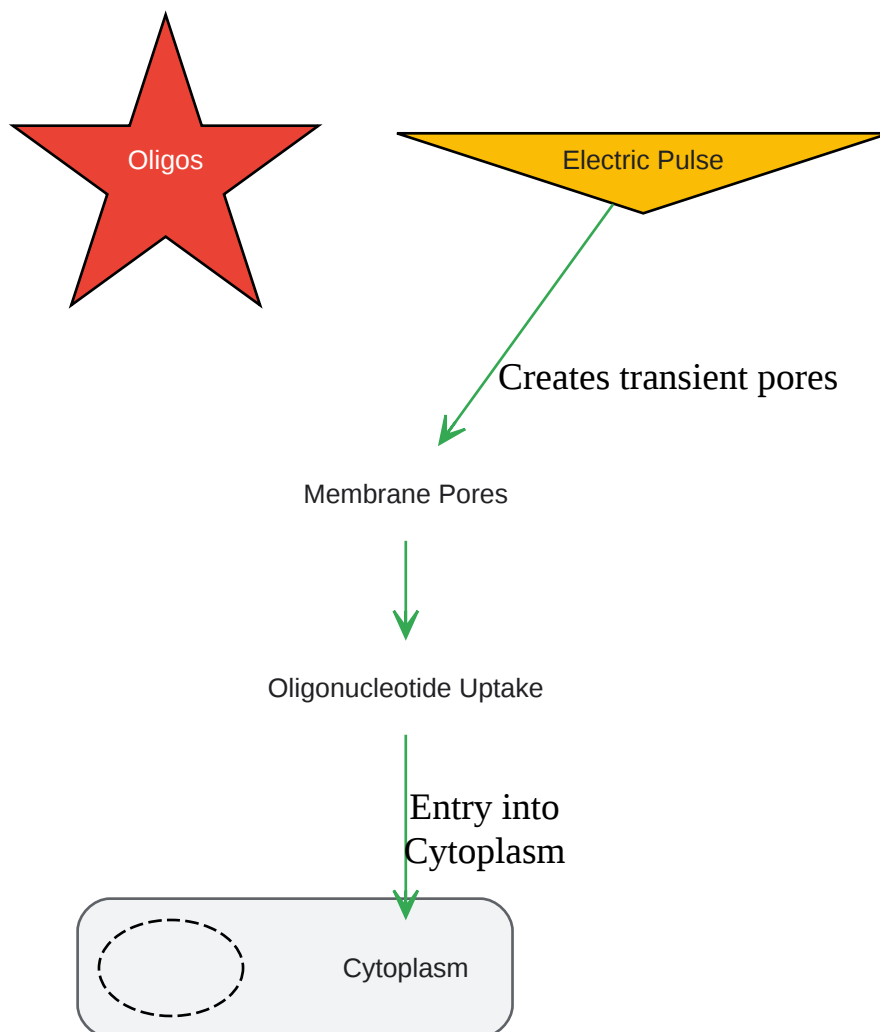 Oligos
Electric Pulse
Creates transient pores
Membrane Pores
Oligonucleotide Uptake
Entry into
Cytoplasm
Cytoplasm